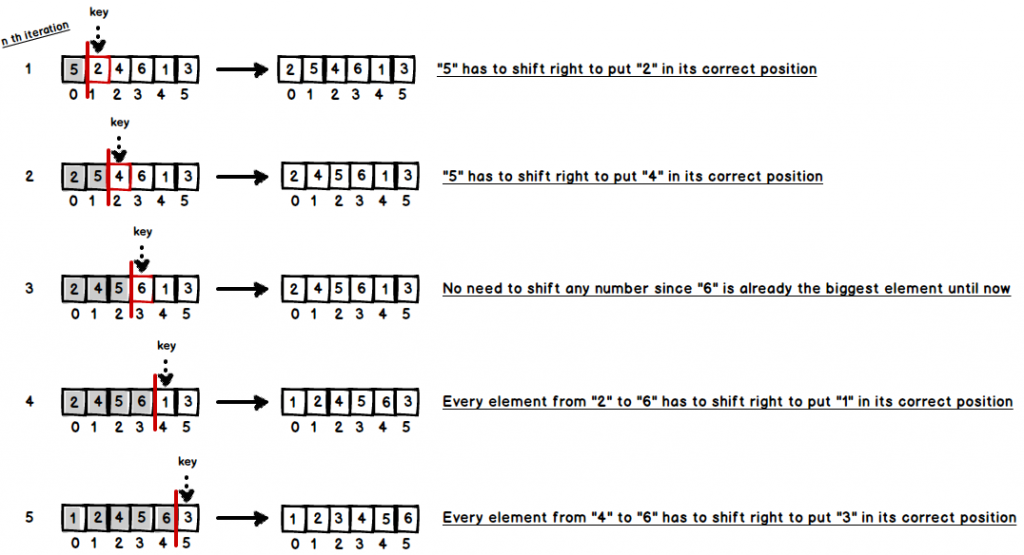 n th iteration
key
1 5 2 4 6 1 3 2 5 4 6 1 3 "5" has to shift right to put "2" in its correct position
0 1 2 3 4 5 0 1 2 3 4 5
key
2 2 5 4 6 1 3 2 4 5 6 1 3 "5" has to shift right to put "4" in its correct position
0 1 2 3 4 5 0 1 2 3 4 5
key
3 2 4 5 6 1 3 2 4 5 6 1 3 No need to shift any number since "6" is already the biggest element until now
0 1 2 3 4 5 0 1 2 3 4 5
key
4 2 4 5 6 1 3 1 2 4 5 6 3 Every element from "2" to "6" has to shift right to put "1" in its correct position
0 1 2 3 4 5 0 1 2 3 4 5
key
5 1 2 4 5 6 3 1 2 3 4 5 6 Every element from "4" to "6" has to shift right to put "3" in its correct position
0 1 2 3 4 5 0 1 2 3 4 5